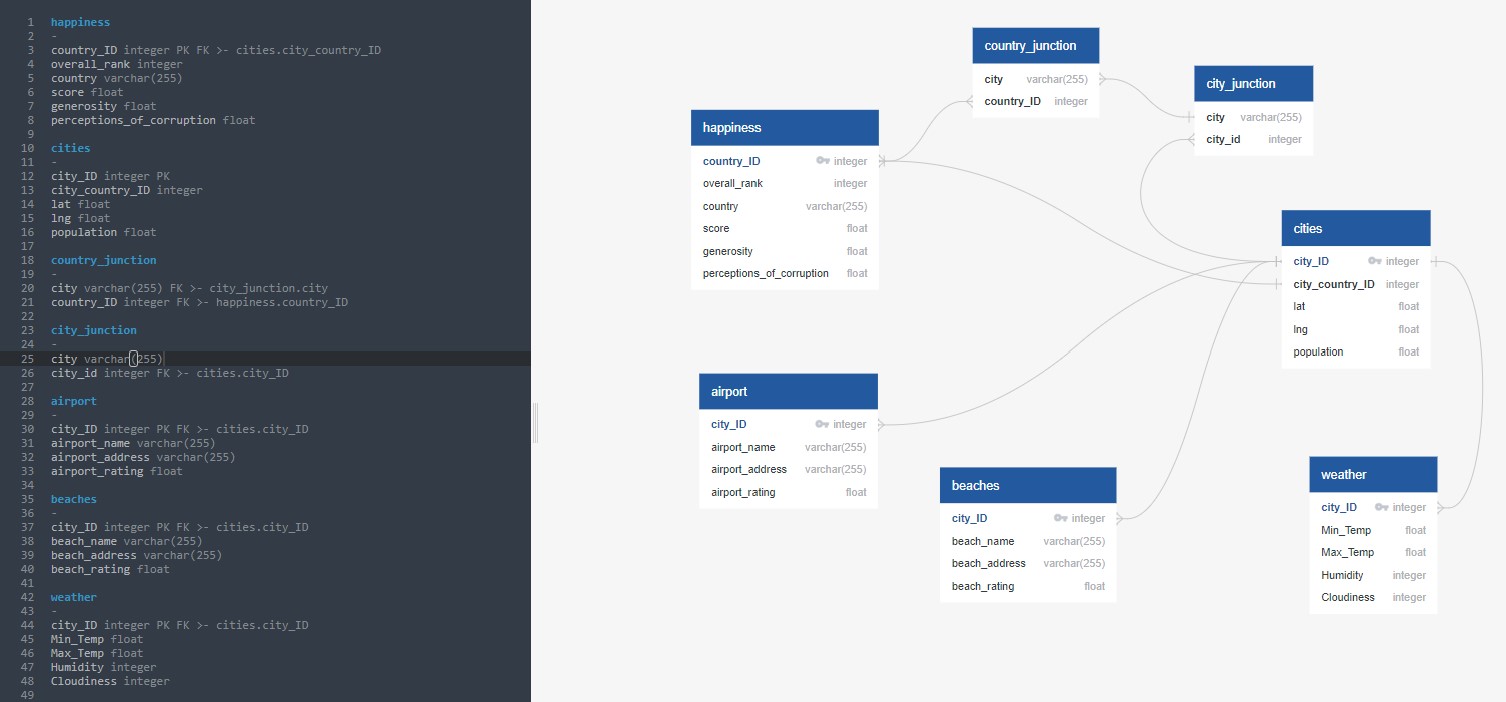 1 happiness
2 -
3 country_ID integer PK FK >- cities.city_country_ID
4 overall_rank integer
5 country varchar(255)
6 score float
7 generosity float
8 perceptions_of_corruption float
9
10 cities
11 -
12 city_ID integer PK
13 city_country_ID integer
14 lat float
15 lng float
16 population float
17
18 country_junction
19 -
20 city varchar(255) FK >- city_junction.city
21 country_ID integer FK >- happiness.country_ID
22
23 city_junction
24 -
25 city varchar(255)
26 city_id integer FK >- cities.city_ID
27
28 airport
29 -
30 city_ID integer PK FK >- cities.city_ID
31 airport_name varchar(255)
32 airport_address varchar(255)
33 airport_rating float
34
35 beaches
36 -
37 city_ID integer PK FK >- cities.city_ID
38 beach_name varchar(255)
39 beach_address varchar(255)
40 beach_rating float
41
42 weather
43 -
44 city_ID integer PK FK >- cities.city_ID
45 Min_Temp float
46 Max_Temp float
47 Humidity integer
48 Cloudiness integer
49
country_junction
city varchar(255)
country_ID integer
city_junction
city varchar(255)
city_id integer
happiness
country_ID integer
overall_rank integer
country varchar(255)
score float
generosity float
perceptions_of_corruption float
cities
city_ID integer
city_country_ID integer
lat float
lng float
population float
airport
city_ID integer
airport_name varchar(255)
airport_address varchar(255)
airport_rating float
beaches
city_ID integer
beach_name varchar(255)
beach_address varchar(255)
beach_rating float
weather
city_ID integer
Min_Temp float
Max_Temp float
Humidity integer
Cloudiness integer